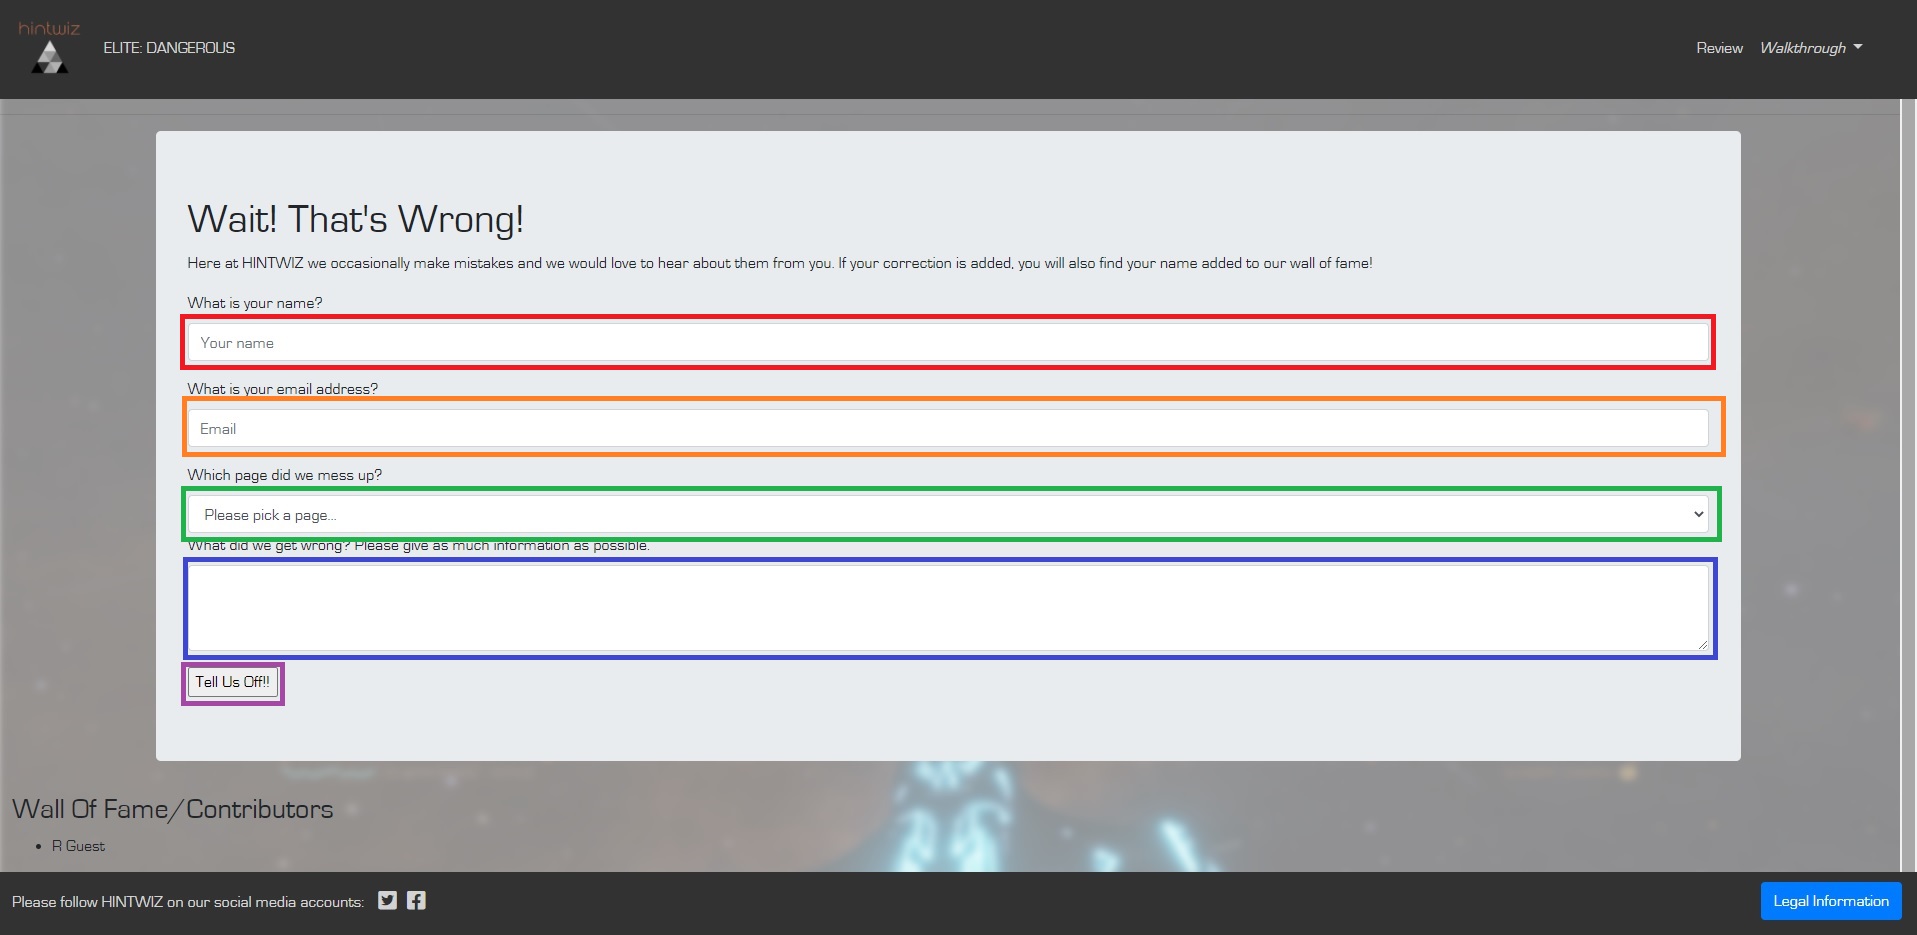 hintwiz
ELITE: DANGEROUS
Review Walkthrough
Wait! That's Wrong!
Here at HINTWIZ we occasionally make mistakes and we would love to hear about them from you. If your correction is added, you will also find your name added to our wall of fame!
What is your name?
Your name
What is your email address?
Email
Which page did we mess up?
Please pick a page...
What did we get wrong? Please give as much information as possible.
Tell Us Off!!
Wall Of Fame/Contributors
R Guest
Please follow HINTWIZ on our social media accounts:
Legal Information